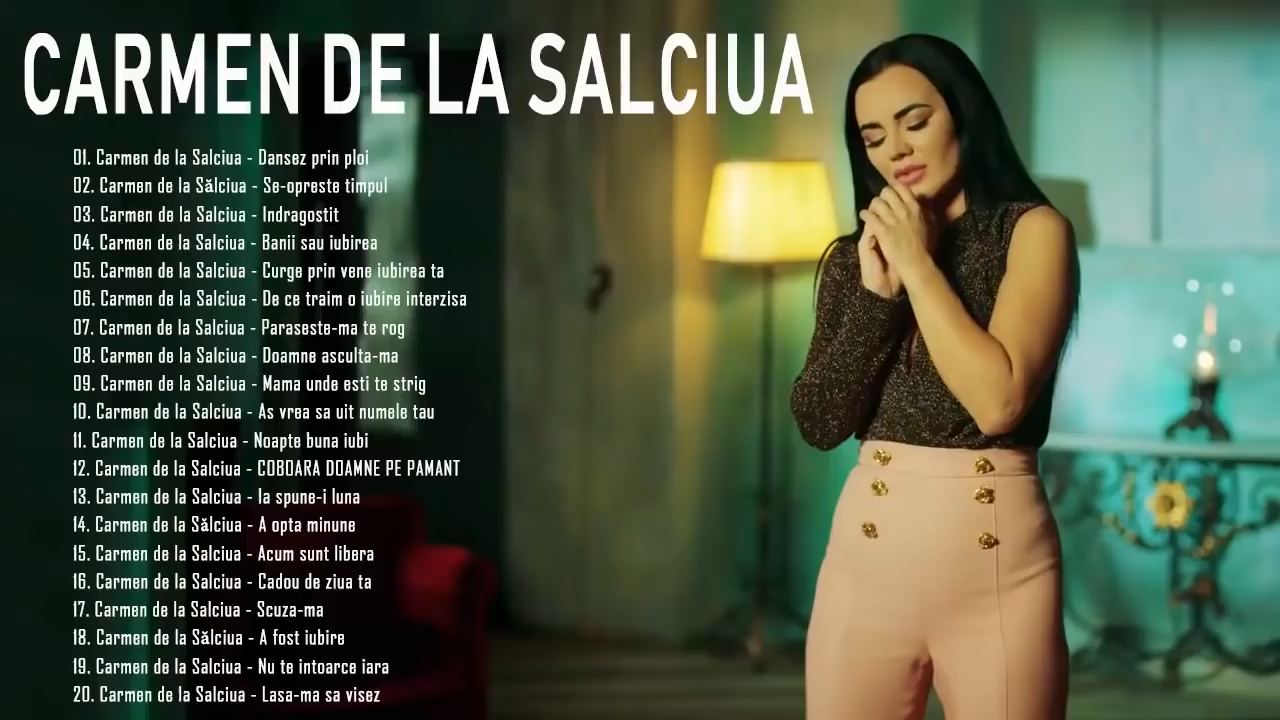 CARMEN DE LA SALCIUA
01. Carmen de la Salciua - Dansez prin ploi
02. Carmen de la Sălciua - Se-opreste timpul
03. Carmen de la Salciua - Indragostit
04. Carmen de la Salciua - Banii sau iubirea
05. Carmen de la Salciua - Curge prin vene iubirea ta
06. Carmen de la Salciua - De ce traim o iubire interzisa
07. Carmen de la Salciua - Paraseste-ma te rog
08. Carmen de la Salciua - Doamne asculta-ma
09. Carmen de la Salciua - Mama unde esti te strig
10. Carmen de la Salciua - As vrea sa uit numele tau
11. Carmen de la Salciua - Noapte buna iubi
12. Carmen de la Salciua - COBOARA DOAMNE PE PAMANT
13. Carmen de la Salciua - Ia spune-i luna
14. Carmen de la Sălciua - A opta minune
15. Carmen de la Salciua - Acum sunt libera
16. Carmen de la Salciua - Cadou de ziua ta
17. Carmen de la Salciua - Scuza-ma
18. Carmen de la Sălciua - A fost iubire
19. Carmen de la Salciua - Nu te intoarce iara
20. Carmen de la Salciua - Lasa-ma sa visez